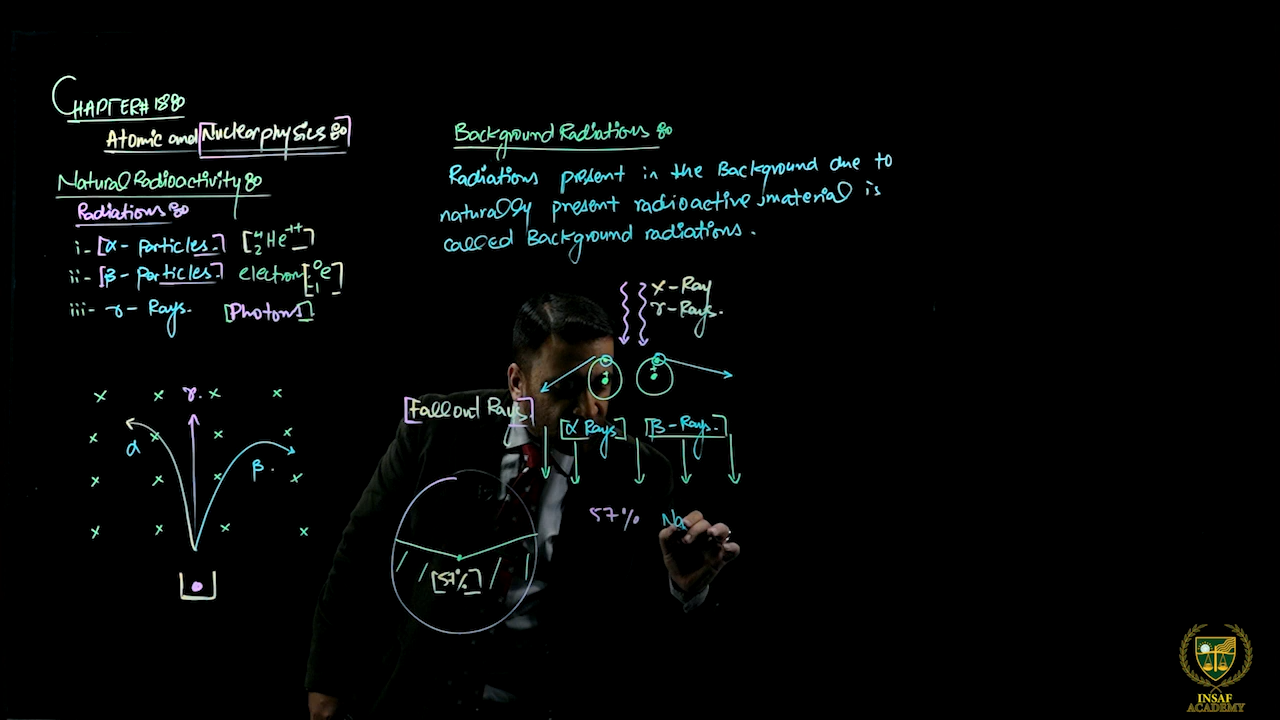 CHAPTER# 18 :o
Atomic and Nuclear physics :o
Natural Radioactivity :o
Radiations :o
i- [α- particles.] [⁴₂He⁺⁺]
ii- [β- particles.] electron [⁰₋₁e]
iii- γ- Rays. [Photons]
x x γ. x x
x α x x x
β.
x x x x
x x x x
Background Radiations :o
Radiations present in the Background due to
naturally present radioactive material is
called Background radiations.
X-Ray
γ-Rays.
+ +
[Fall out Rays.] [α Rays] [β-Rays.]
57%
[57%]
INSAF
ACADEMY